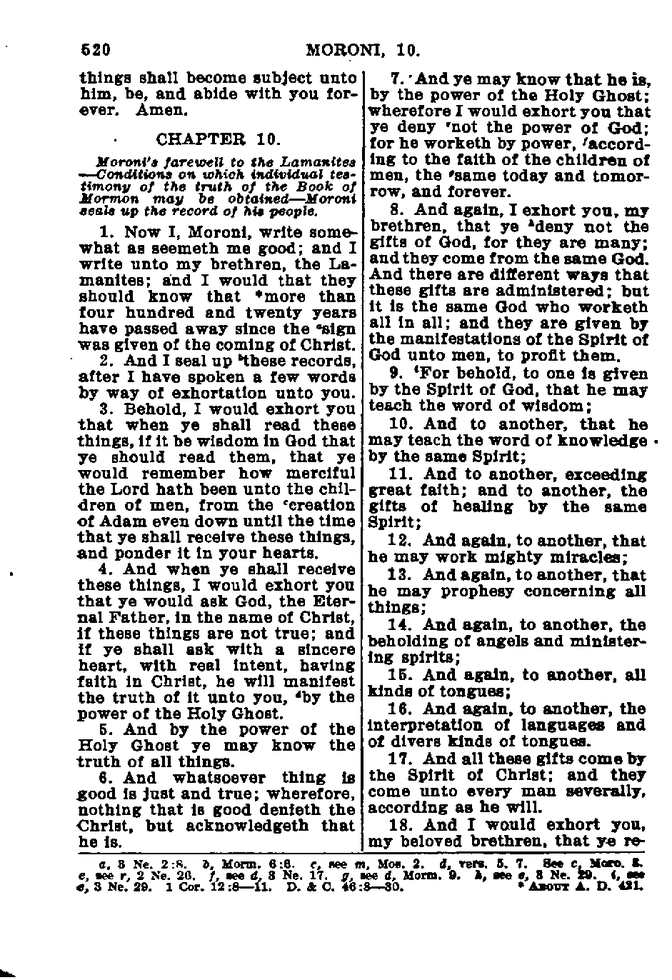 520
MORONI, 10.
things shall become subject unto
him, be, and abide with you for-
ever. Amen.
CHAPTER 10.
Moroni's farewell to the Lamanites
—Conditions on which individual tes-
timony of the truth of the Book of
Mormon may be obtained—Moroni
seals up the record of his people.
1. Now I, Moroni, write some-
what as seemeth me good; and I
write unto my brethren, the La-
manites; and I would that they
should know that *more than
four hundred and twenty years
have passed away since the ᵃsign
was given of the coming of Christ.
2. And I seal up ᵇthese records,
after I have spoken a few words
by way of exhortation unto you.
3. Behold, I would exhort you
that when ye shall read these
things, if it be wisdom in God that
ye should read them, that ye
would remember how merciful
the Lord hath been unto the chil-
dren of men, from the ᶜcreation
of Adam even down until the time
that ye shall receive these things,
and ponder it in your hearts.
4. And when ye shall receive
these things, I would exhort you
that ye would ask God, the Eter-
nal Father, in the name of Christ,
if these things are not true; and
if ye shall ask with a sincere
heart, with real intent, having
faith in Christ, he will manifest
the truth of it unto you, ᵈby the
power of the Holy Ghost.
5. And by the power of the
Holy Ghost ye may know the
truth of all things.
6. And whatsoever thing is
good is just and true; wherefore,
nothing that is good denieth the
Christ, but acknowledgeth that
he is.
7. And ye may know that he is,
by the power of the Holy Ghost;
wherefore I would exhort you that
ye deny ᵉnot the power of God;
for he worketh by power, ᶠaccord-
ing to the faith of the children of
men, the ᵍsame today and tomor-
row, and forever.
8. And again, I exhort you, my
brethren, that ye ʰdeny not the
gifts of God, for they are many;
and they come from the same God.
And there are different ways that
these gifts are administered; but
it is the same God who worketh
all in all; and they are given by
the manifestations of the Spirit of
God unto men, to profit them.
9. ⁱFor behold, to one is given
by the Spirit of God, that he may
teach the word of wisdom;
10. And to another, that he
may teach the word of knowledge
by the same Spirit;
11. And to another, exceeding
great faith; and to another, the
gifts of healing by the same
Spirit;
12. And again, to another, that
he may work mighty miracles;
13. And again, to another, that
he may prophesy concerning all
things;
14. And again, to another, the
beholding of angels and minister-
ing spirits;
15. And again, to another, all
kinds of tongues;
16. And again, to another, the
interpretation of languages and
of divers kinds of tongues.
17. And all these gifts come by
the Spirit of Christ; and they
come unto every man severally,
according as he will.
18. And I would exhort you,
my beloved brethren, that ye re-
a, 3 Ne. 2:8. b, Morm. 6:6. c, see m, Mos. 2. d, vers. 5, 7. See c, Moro. 8.
e, see r, 2 Ne. 26. f, see d, 3 Ne. 17. g, see d, Morm. 9. h, see e, 3 Ne. 29. i, see
e, 3 Ne. 29. 1 Cor. 12:8—11. D. & C. 46:8—30. * ABOUT A. D. 421.